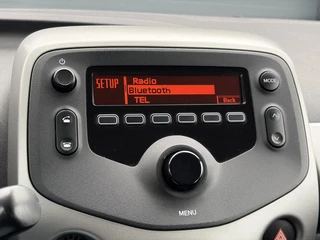 SETUP
Radio
Bluetooth
TEL
Back
MODE
MENU